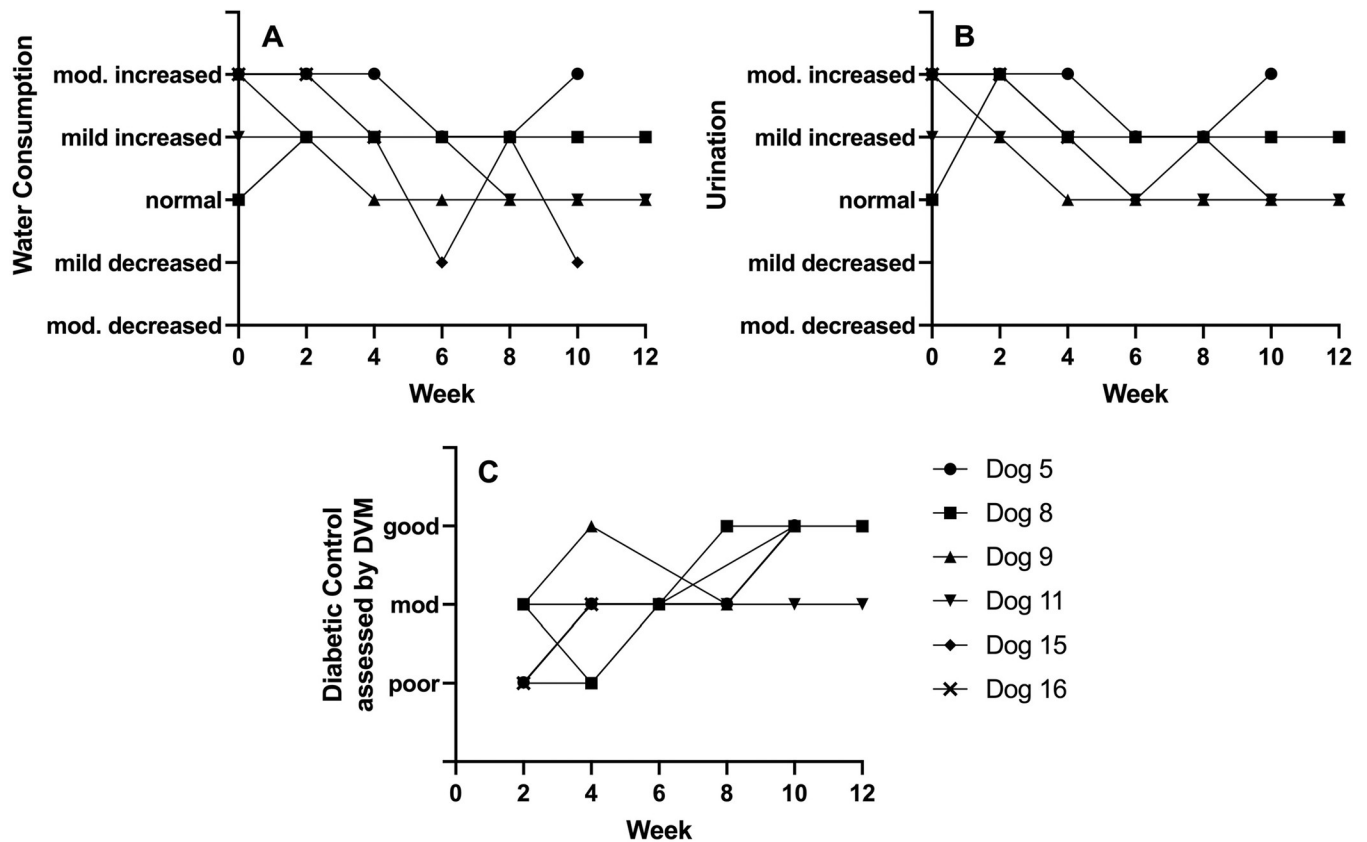 A
Water Consumption
mod. increased
mild increased
normal
mild decreased
mod. decreased
0 2 4 6 8 10 12
Week
B
Urination
mod. increased
mild increased
normal
mild decreased
mod. decreased
0 2 4 6 8 10 12
Week
C
Diabetic Control
assessed by DVM
good
mod
poor
0 2 4 6 8 10 12
Week
Dog 5
Dog 8
Dog 9
Dog 11
Dog 15
Dog 16